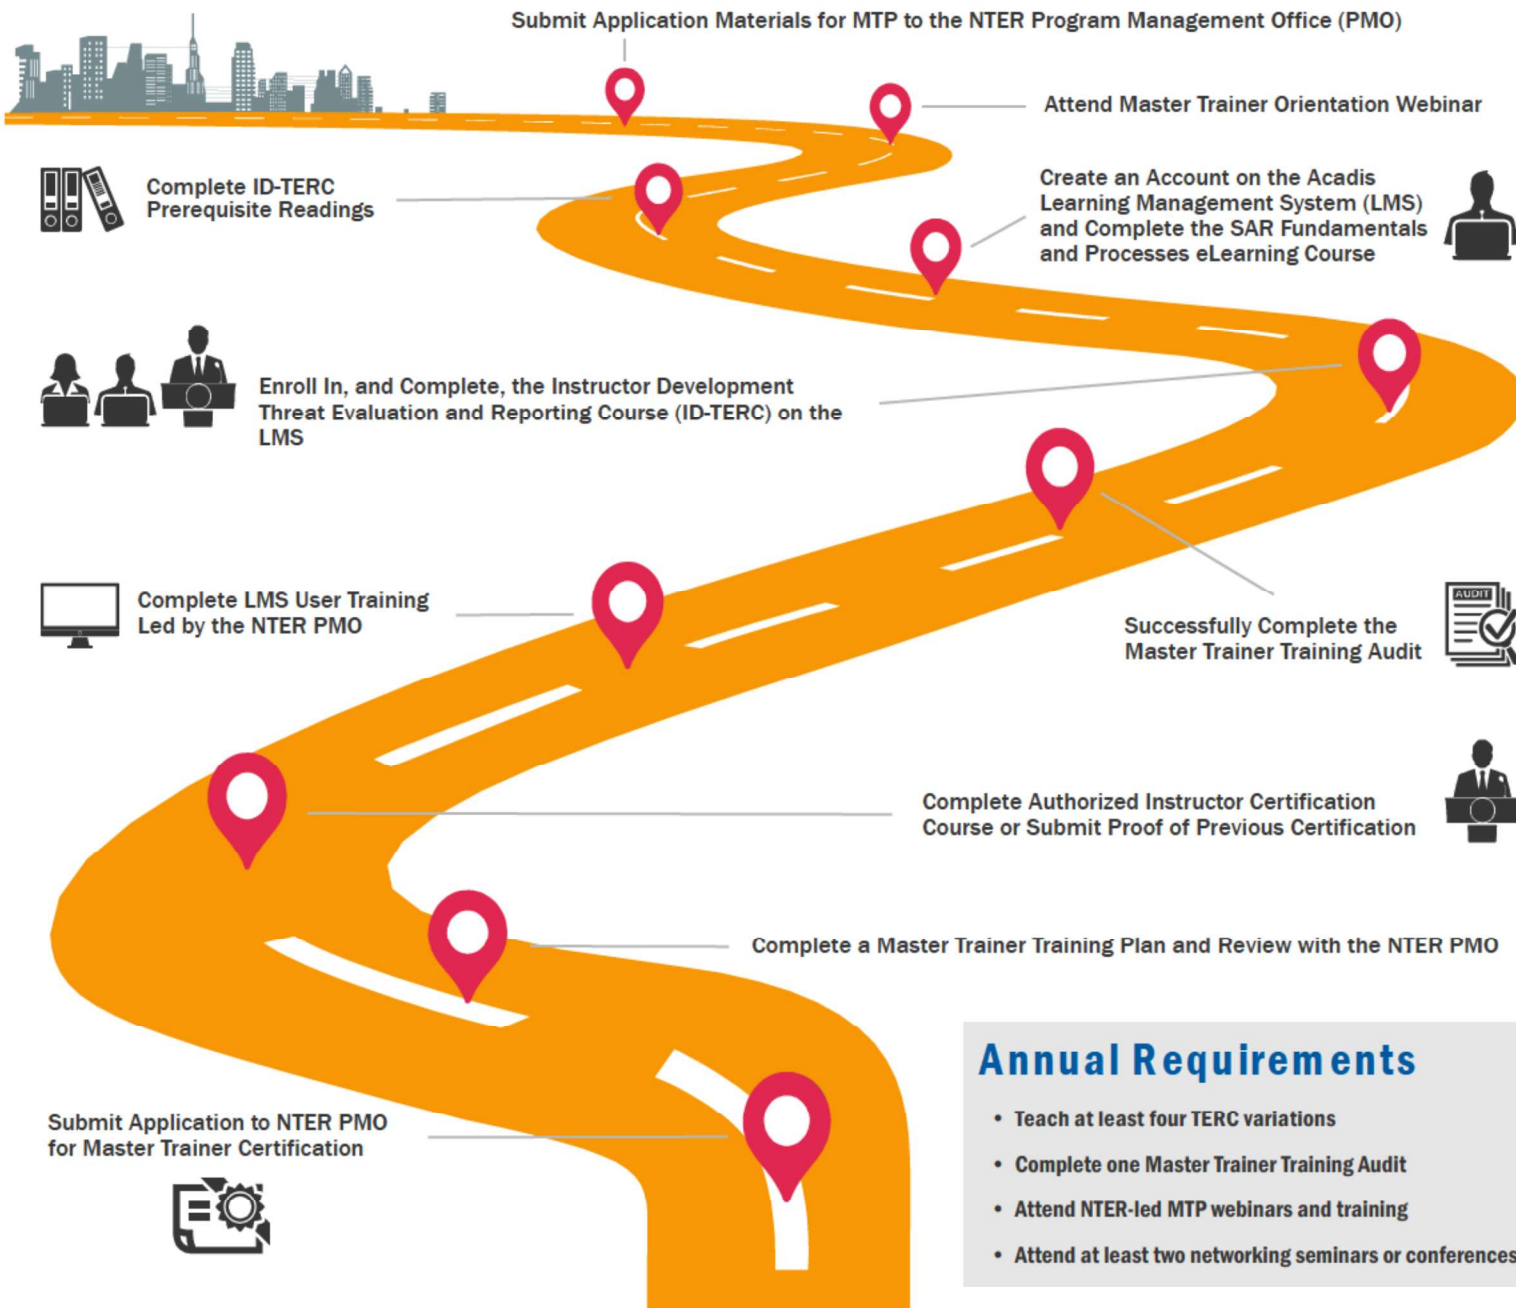 Submit Application Materials for MTP to the NTER Program Management Office (PMO)
Attend Master Trainer Orientation Webinar
Complete ID-TERC
Prerequisite Readings
Create an Account on the Acadis
Learning Management System (LMS)
and Complete the SAR Fundamentals
and Processes eLearning Course
Enroll In, and Complete, the Instructor Development
Threat Evaluation and Reporting Course (ID-TERC) on the
LMS
AUDIT
Successfully Complete the
Master Trainer Training Audit
Complete LMS User Training
Led by the NTER PMO
Complete Authorized Instructor Certification
Course or Submit Proof of Previous Certification
Complete a Master Trainer Training Plan and Review with the NTER PMO
Submit Application to NTER PMO
for Master Trainer Certification
Annual Requirements
• Teach at least four TERC variations
• Complete one Master Trainer Training Audit
• Attend NTER-led MTP webinars and training
• Attend at least two networking seminars or conferences